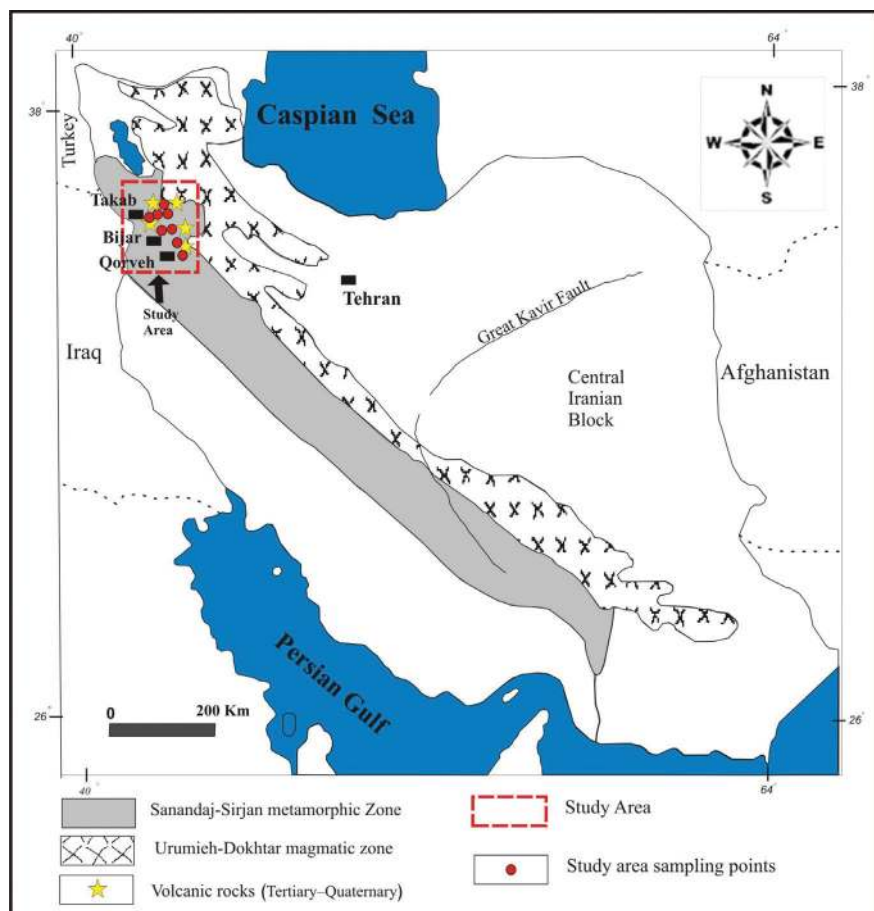 40°
64°
38°
38°
Caspian Sea
N
W
E
S
Turkey
Takab
Bijar
Qorveh
Tehran
Study
Area
Great Kavir Fault
Iraq
Central
Iranian
Block
Afghanistan
Persian Gulf
0
200 Km
26°
26°
40°
64°
Sanandaj-Sirjan metamorphic Zone
Study Area
Urumieh-Dokhtar magmatic zone
Study area sampling points
Volcanic rocks (Tertiary–Quaternary)